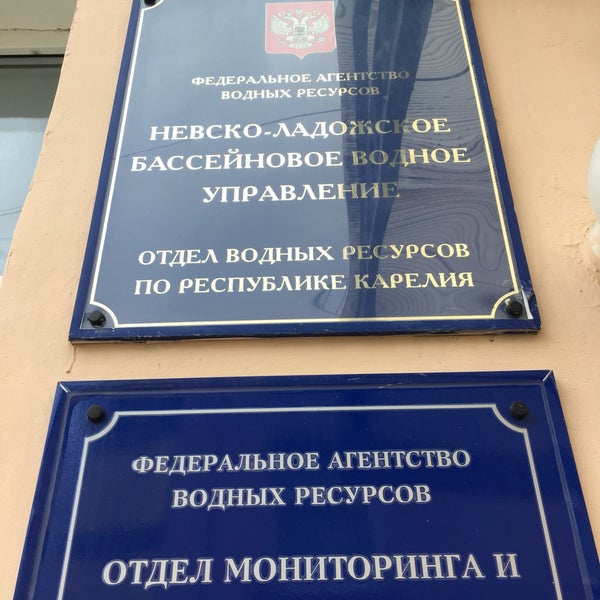 ФЕДЕРАЛЬНОЕ АГЕНТСТВО
ВОДНЫХ РЕСУРСОВ
НЕВСКО-ЛАДОЖСКОЕ
БАССЕЙНОВОЕ ВОДНОЕ
УПРАВЛЕНИЕ
ОТДЕЛ ВОДНЫХ РЕСУРСОВ
ПО РЕСПУБЛИКЕ КАРЕЛИЯ
ФЕДЕРАЛЬНОЕ АГЕНТСТВО
ВОДНЫХ РЕСУРСОВ
ОТДЕЛ МОНИТОРИНГА И